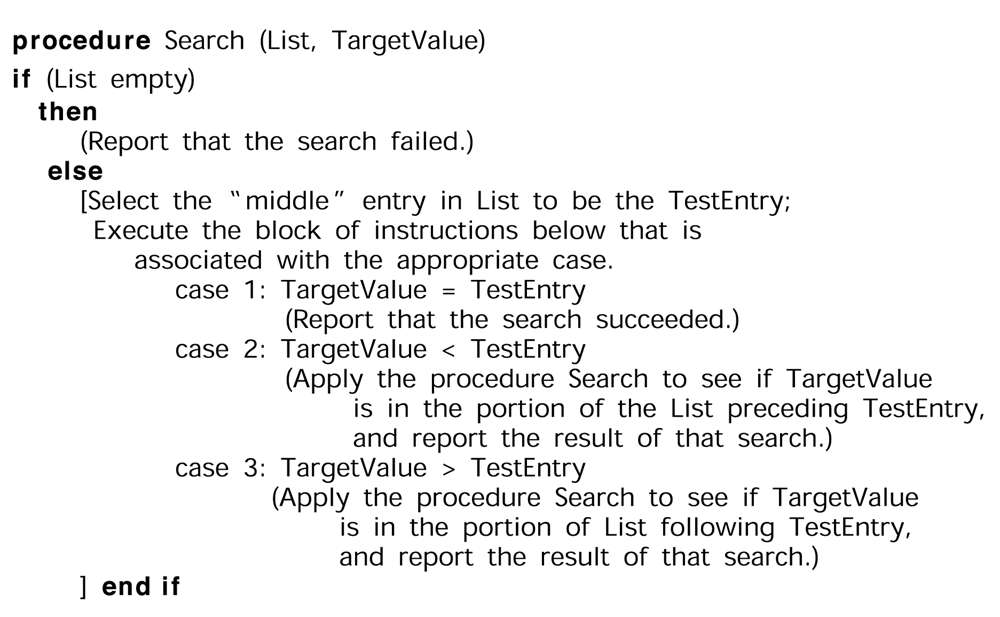 procedure Search (List, TargetValue)
if (List empty)
then
(Report that the search failed.)
else
[Select the “middle” entry in List to be the TestEntry;
Execute the block of instructions below that is
associated with the appropriate case.
case 1: TargetValue = TestEntry
(Report that the search succeeded.)
case 2: TargetValue < TestEntry
(Apply the procedure Search to see if TargetValue
is in the portion of the List preceding TestEntry,
and report the result of that search.)
case 3: TargetValue > TestEntry
(Apply the procedure Search to see if TargetValue
is in the portion of List following TestEntry,
and report the result of that search.)
] end if